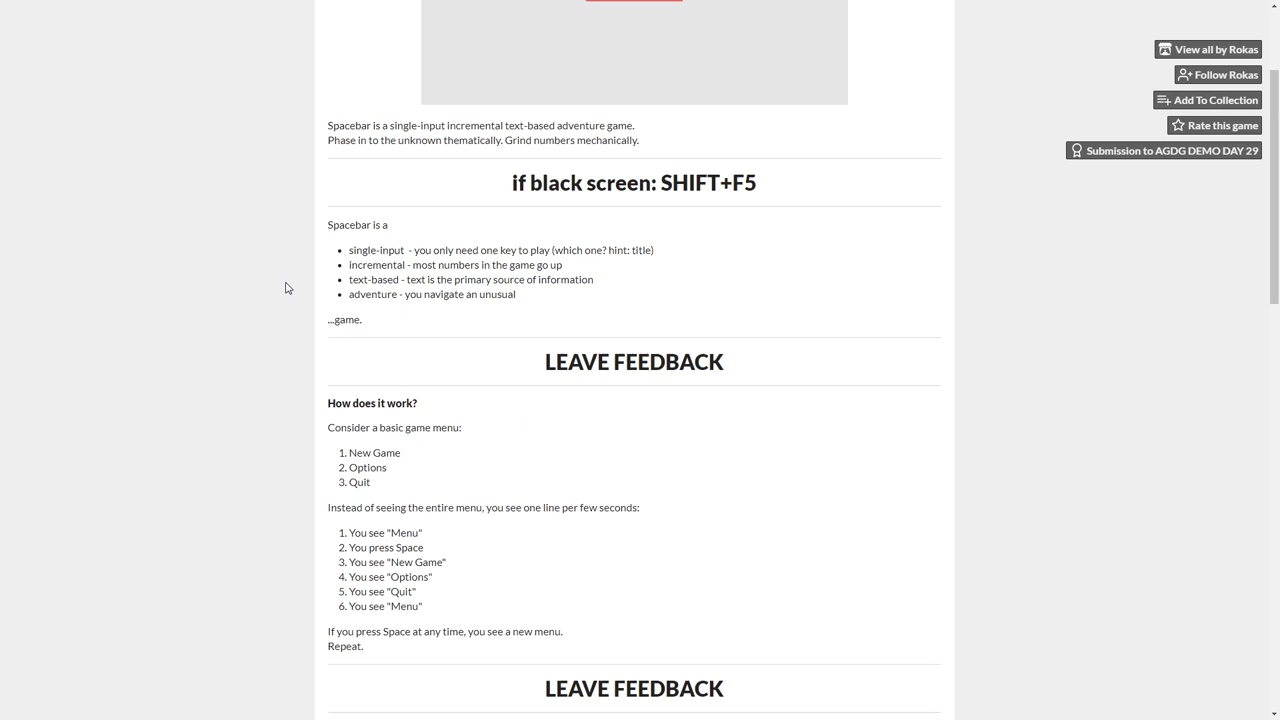 View all by Rokas
Follow Rokas
Add To Collection
Rate this game
Submission to AGDG DEMO DAY 29
Spacebar is a single-input incremental text-based adventure game.
Phase in to the unknown thematically. Grind numbers mechanically.
if black screen: SHIFT+F5
Spacebar is a
• single-input - you only need one key to play (which one? hint: title)
• incremental - most numbers in the game go up
• text-based - text is the primary source of information
• adventure - you navigate an unusual
...game.
LEAVE FEEDBACK
How does it work?
Consider a basic game menu:
1. New Game
2. Options
3. Quit
Instead of seeing the entire menu, you see one line per few seconds:
1. You see "Menu"
2. You press Space
3. You see "New Game"
4. You see "Options"
5. You see "Quit"
6. You see "Menu"
If you press Space at any time, you see a new menu.
Repeat.
LEAVE FEEDBACK